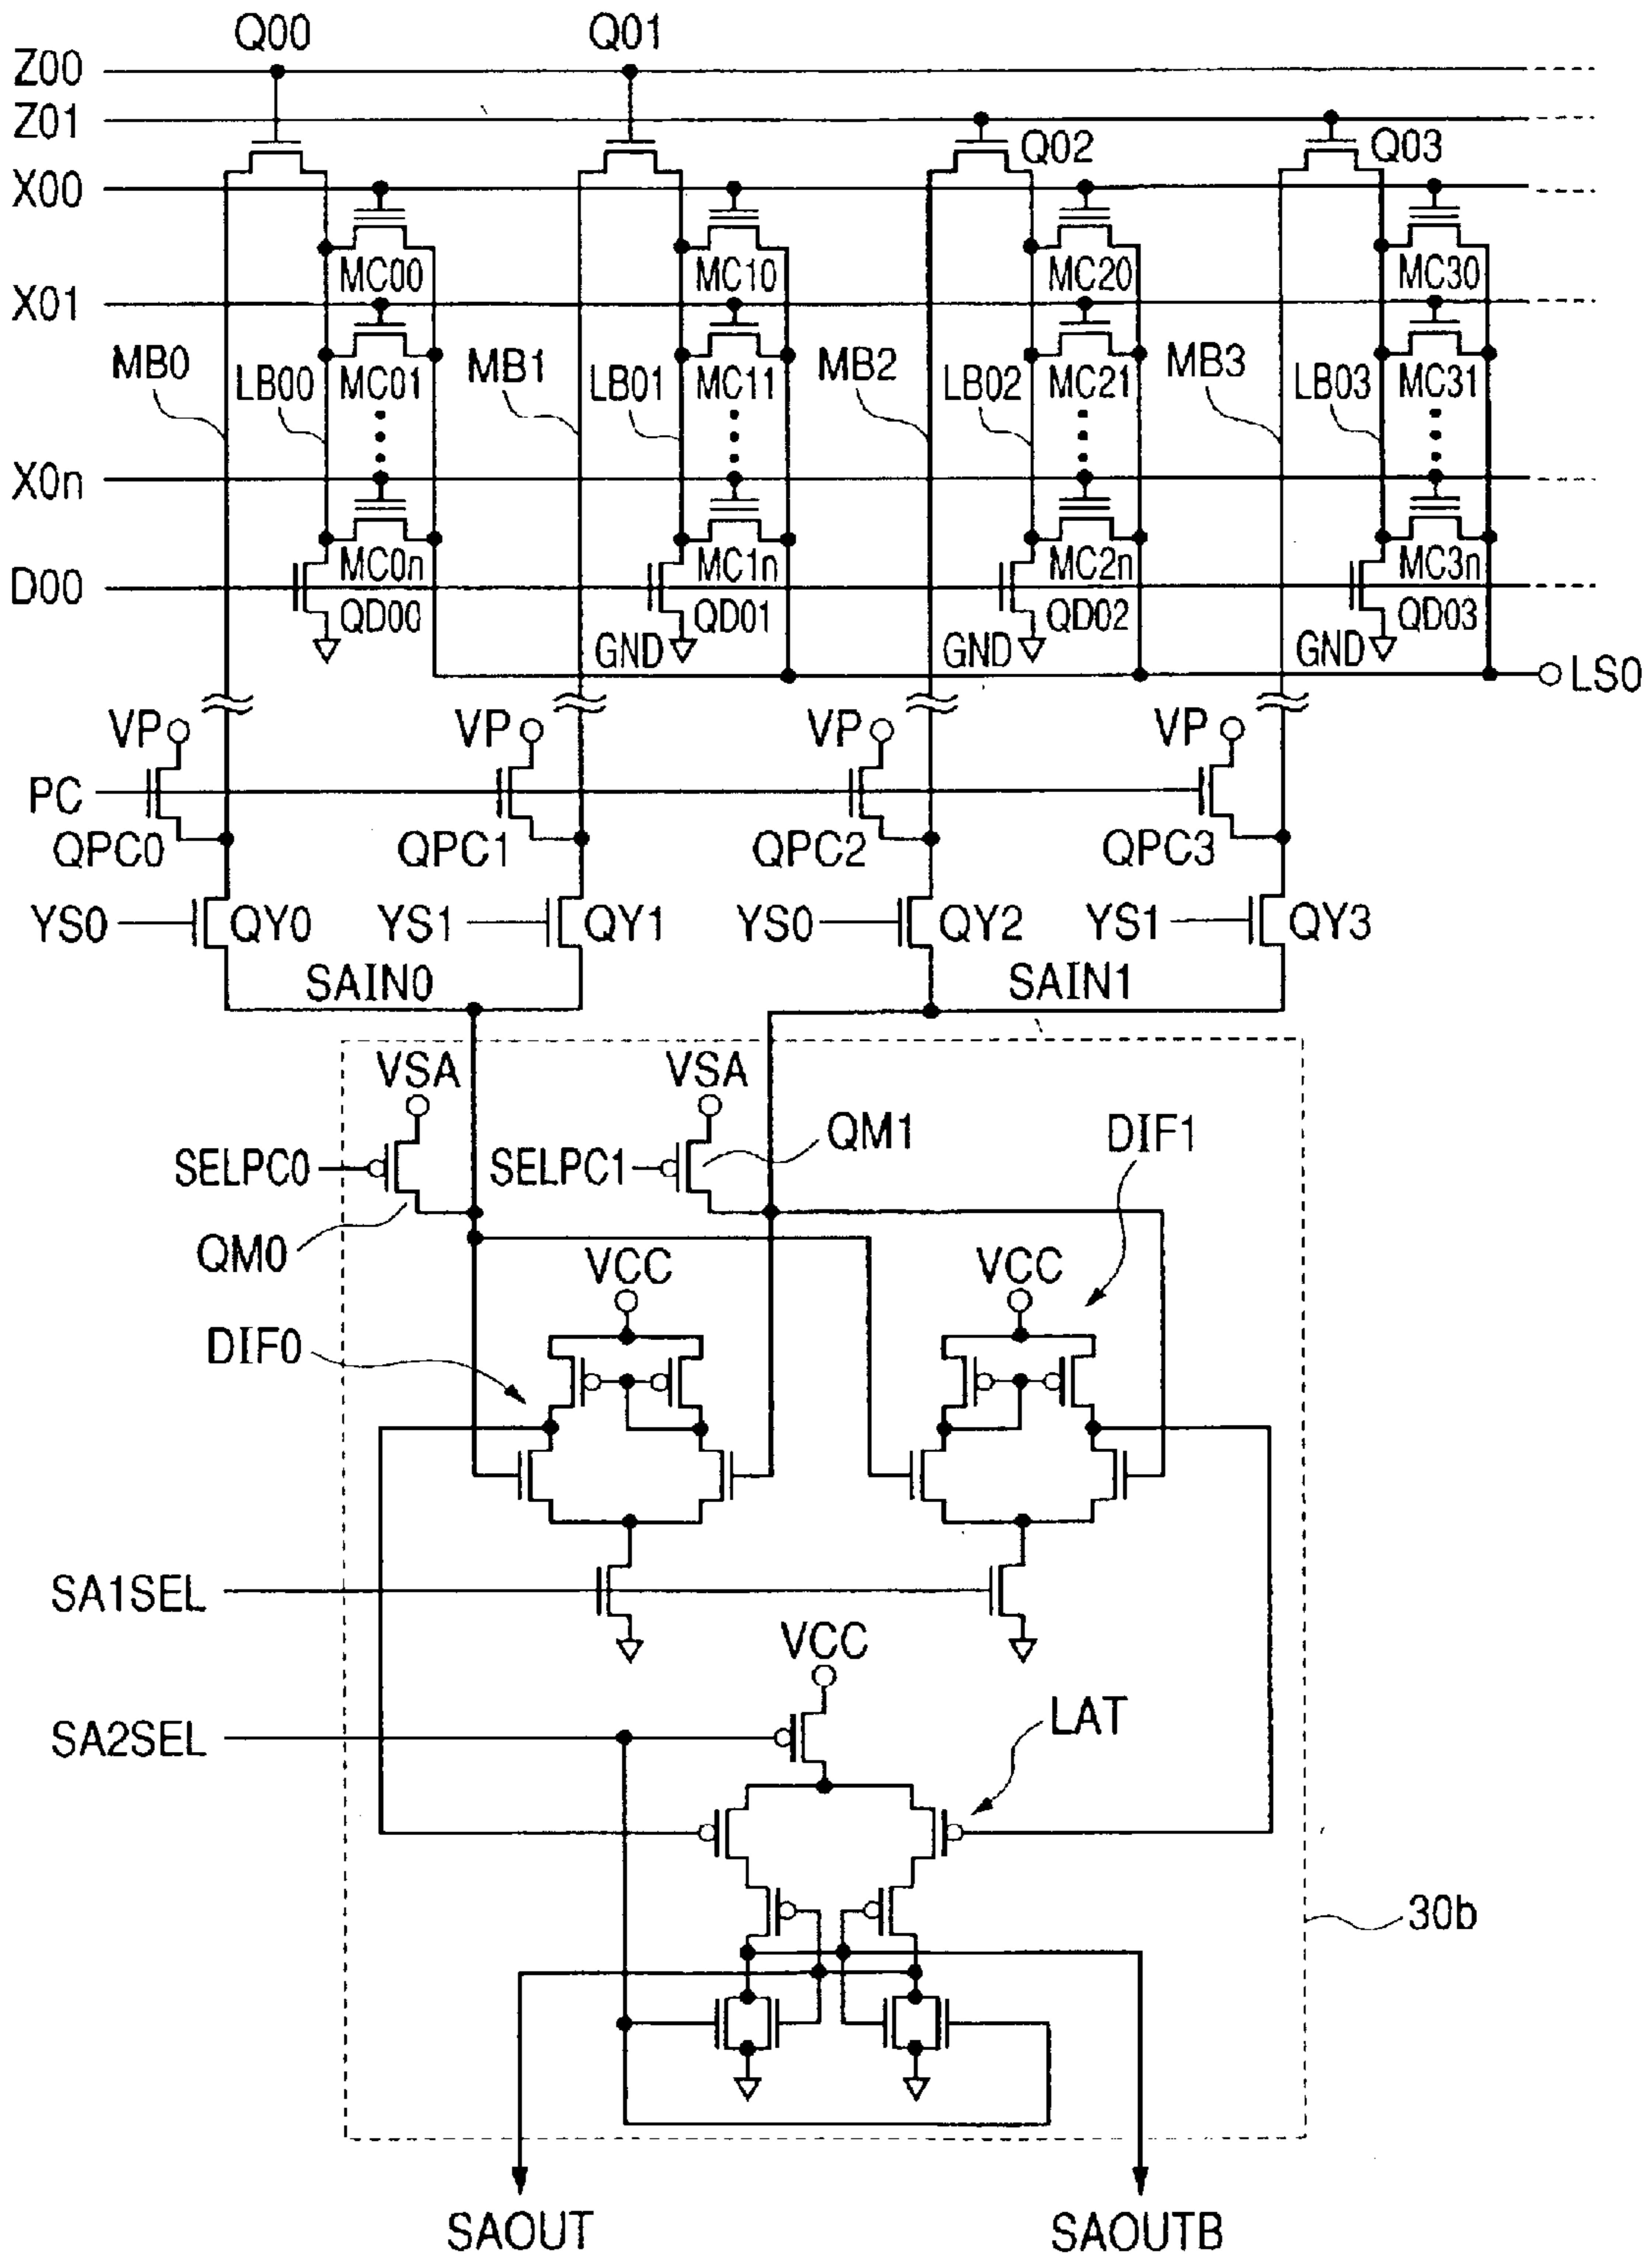 Q00 Q01
Z00
Z01
Q02 Q03
X00
MC00 MC10 MC20 MC30
X01
MB0 LB00 MC01 MB1 LB01 MC11 MB2 LB02 MC21 MB3 LB03 MC31
X0n
MC0n MC1n MC2n MC3n
D00
QD00 QD01 QD02 QD03
GND GND GND
LS0
VP VP VP VP
PC
QPC0 QPC1 QPC2 QPC3
YS0 QY0 YS1 QY1 YS0 QY2 YS1 QY3
SAIN0 SAIN1
VSA VSA
QM1 DIF1
SELPC0 SELPC1
QM0
VCC VCC
DIF0
SA1SEL
VCC
SA2SEL LAT
30b
SAOUT SAOUTB